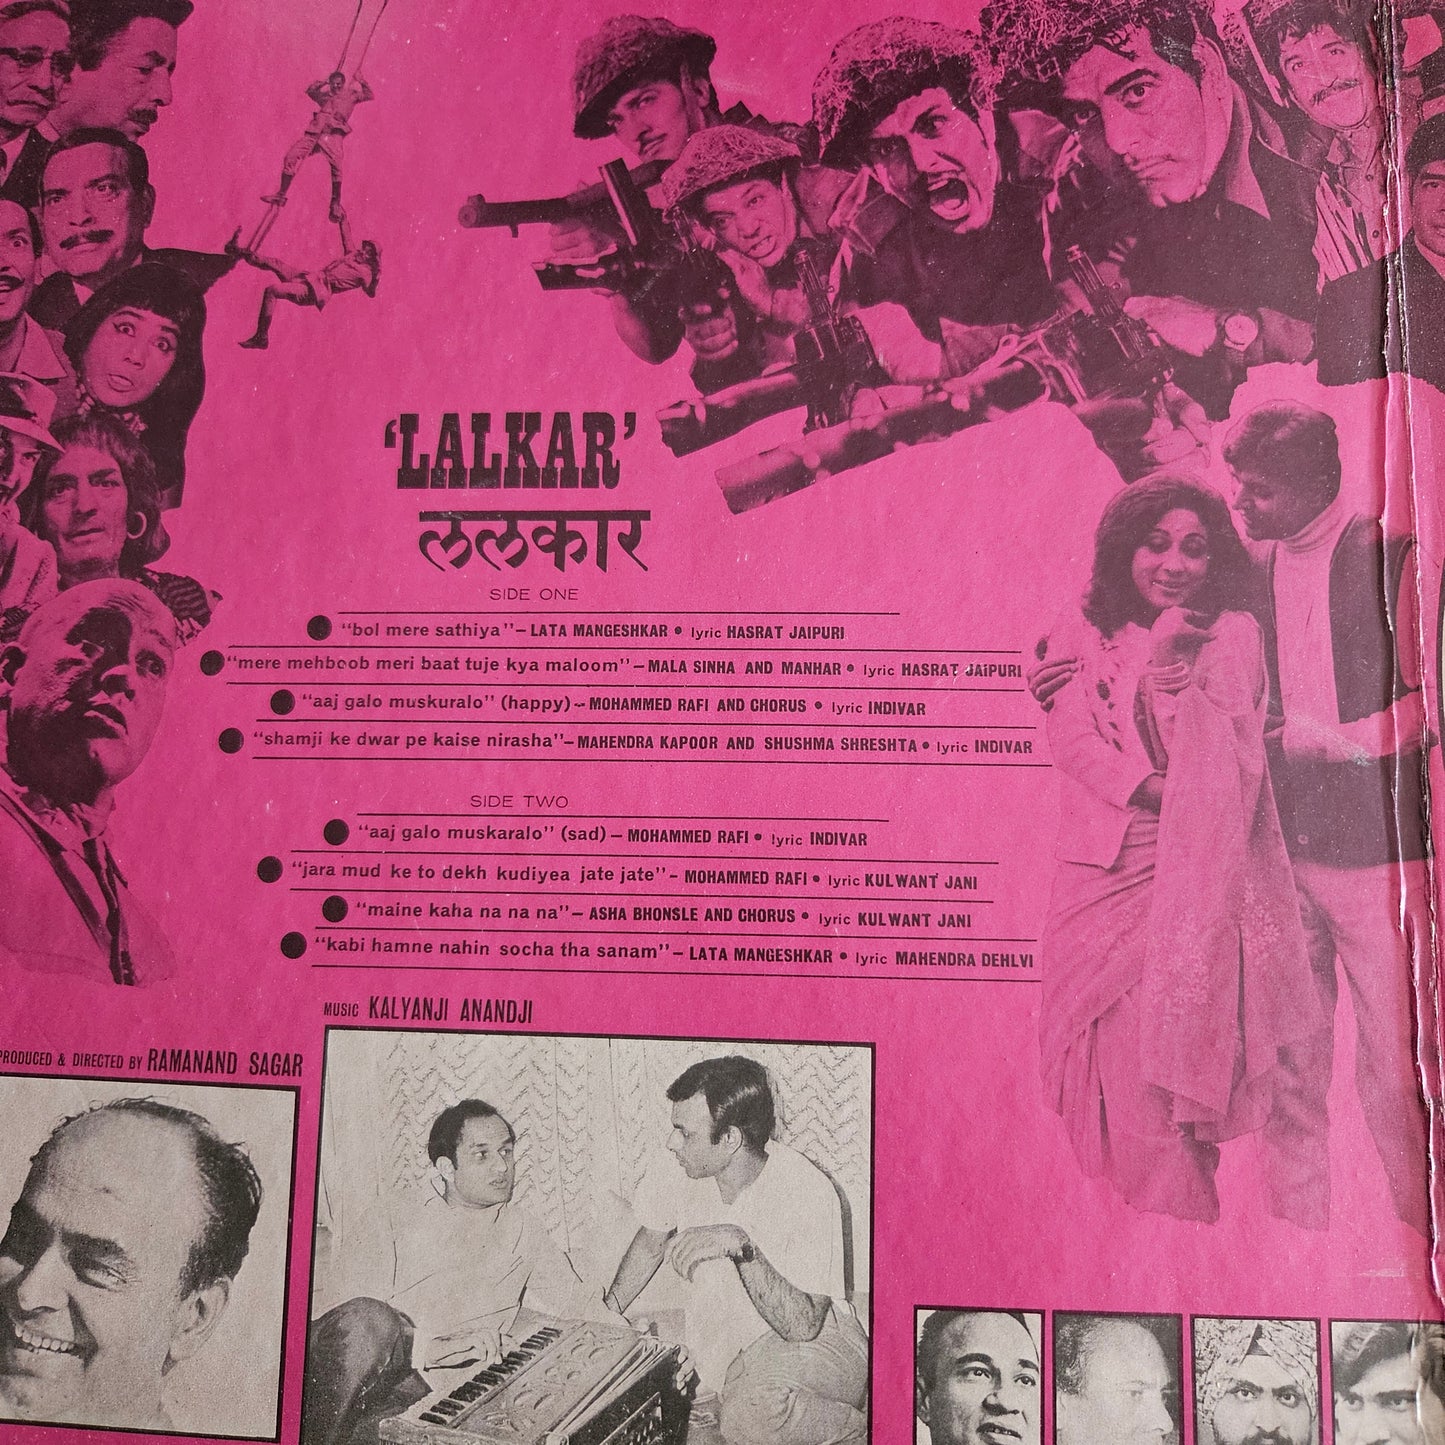 'LALKAR'
ललकार
SIDE ONE
"bol mere sathiya"– LATA MANGESHKAR • lyric HASRAT JAIPURI
"mere mehboob meri baat tuje kya maloom"– MALA SINHA AND MANHAR • lyric HASRAT JAIPURI
"aaj galo muskuralo" (happy)– MOHAMMED RAFI AND CHORUS • lyric INDIVAR
"shamji ke dwar pe kaise nirasha"– MAHENDRA KAPOOR AND SHUSHMA SHRESHTA • lyric INDIVAR
SIDE TWO
"aaj galo muskaralo" (sad)– MOHAMMED RAFI • lyric INDIVAR
"jara mud ke to dekh kudiyea jate jate"– MOHAMMED RAFI • lyric KULWANT JANI
"maine kaha na na na"– ASHA BHONSLE AND CHORUS • lyric KULWANT JANI
"kabi hamne nahin socha tha sanam"– LATA MANGESHKAR • lyric MAHENDRA DEHLVI
MUSIC KALYANJI ANANDJI
PRODUCED & DIRECTED BY RAMANAND SAGAR